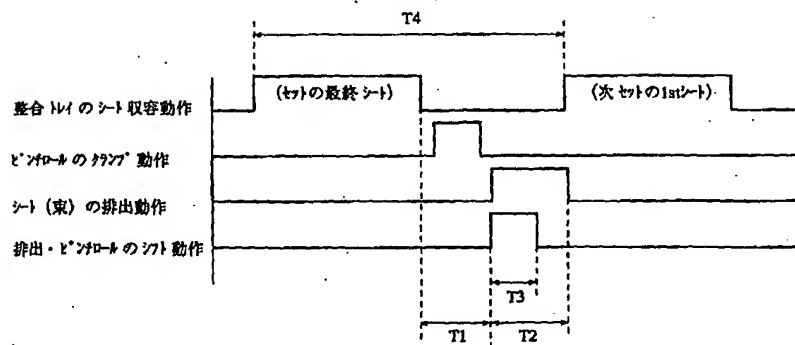 T4
整合トレイのシート収容動作
(セットの最終シート)
(次セットの1stシート)
ピンチロールのクランプ動作
シート(束)の排出動作
排出・ピンチロールのシフト動作
T3
T1
T2